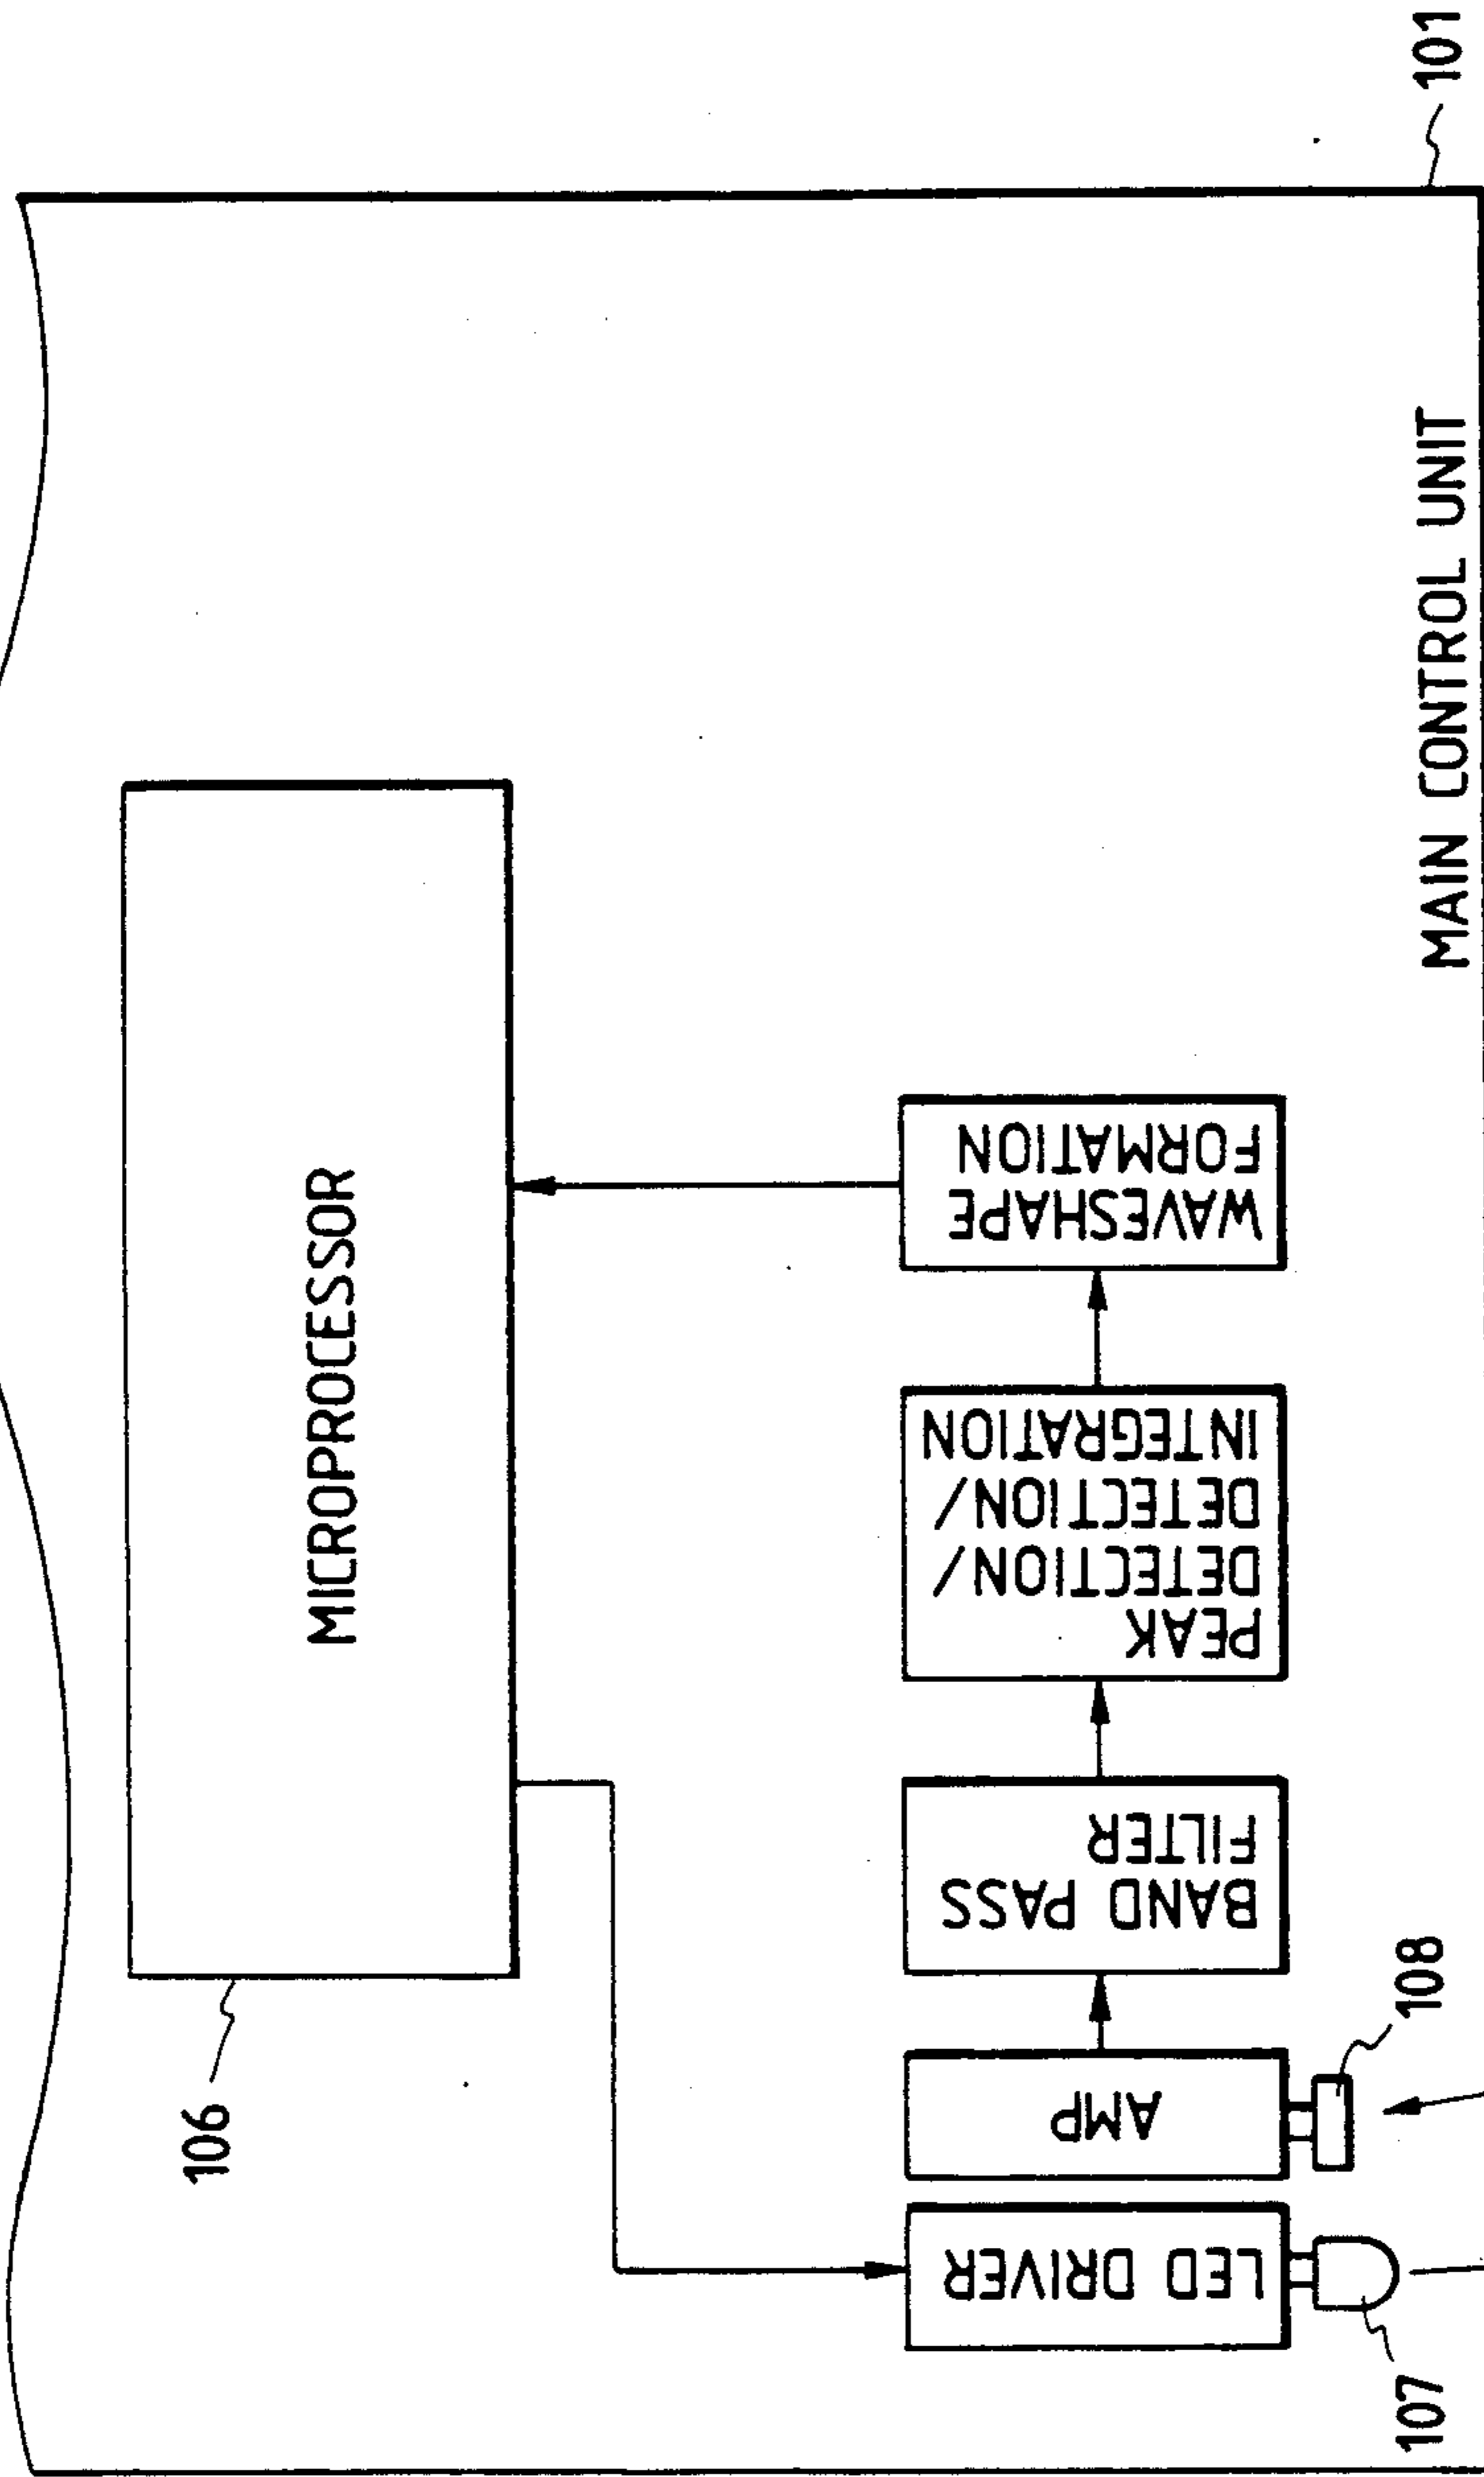 101
MAIN CONTROL UNIT
106
MICROPROCESSOR
WAVESHAPE
FORMATION
PEAK
DETECTION/
DETECTION/
INTEGRATION
BAND PASS
FILTER
AMP
108
LED DRIVER
107